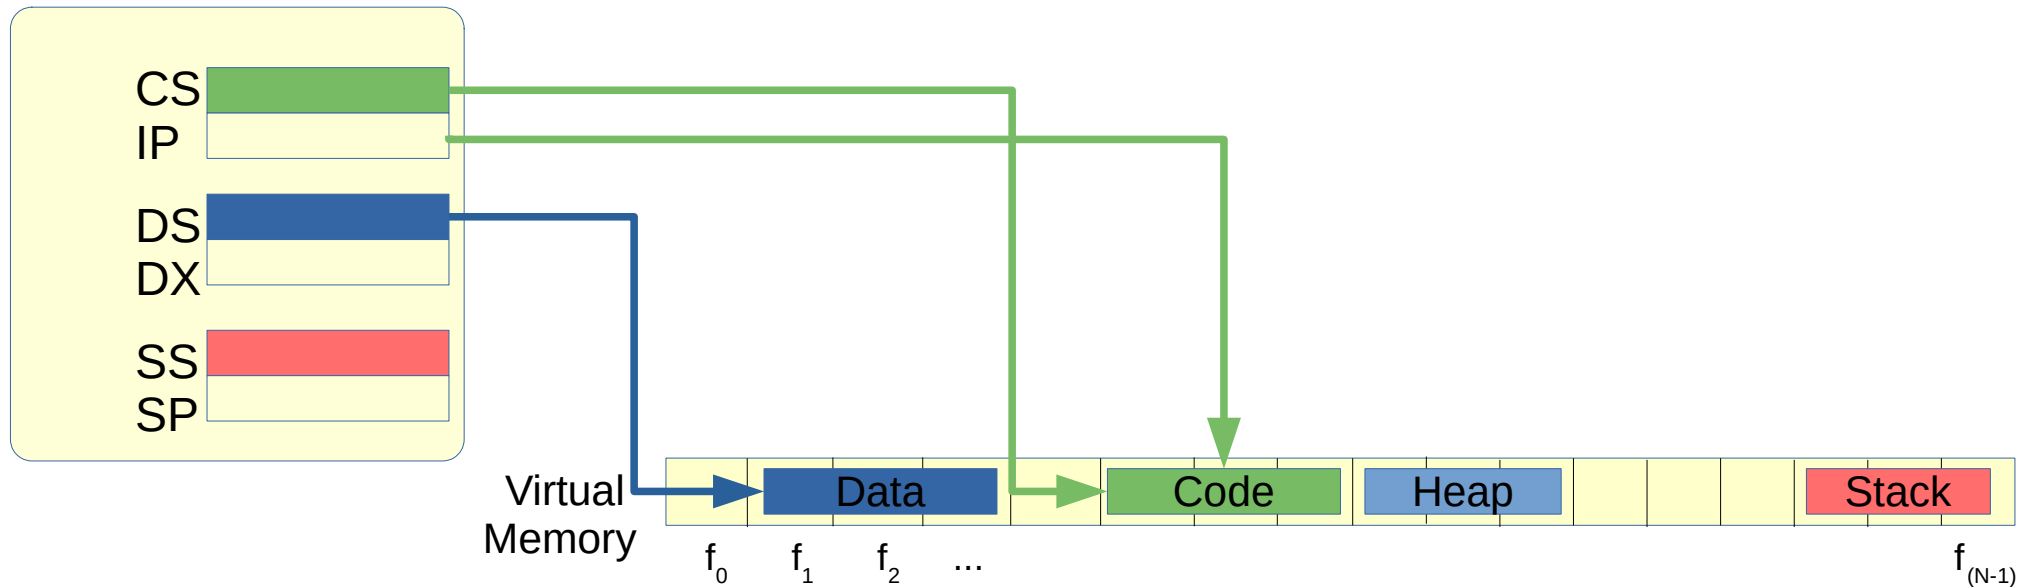 CS
IP
DS
DX
SS
SP
Virtual
Memory
Data
Code
Heap
Stack
f0
f1
f2
...
f(N-1)